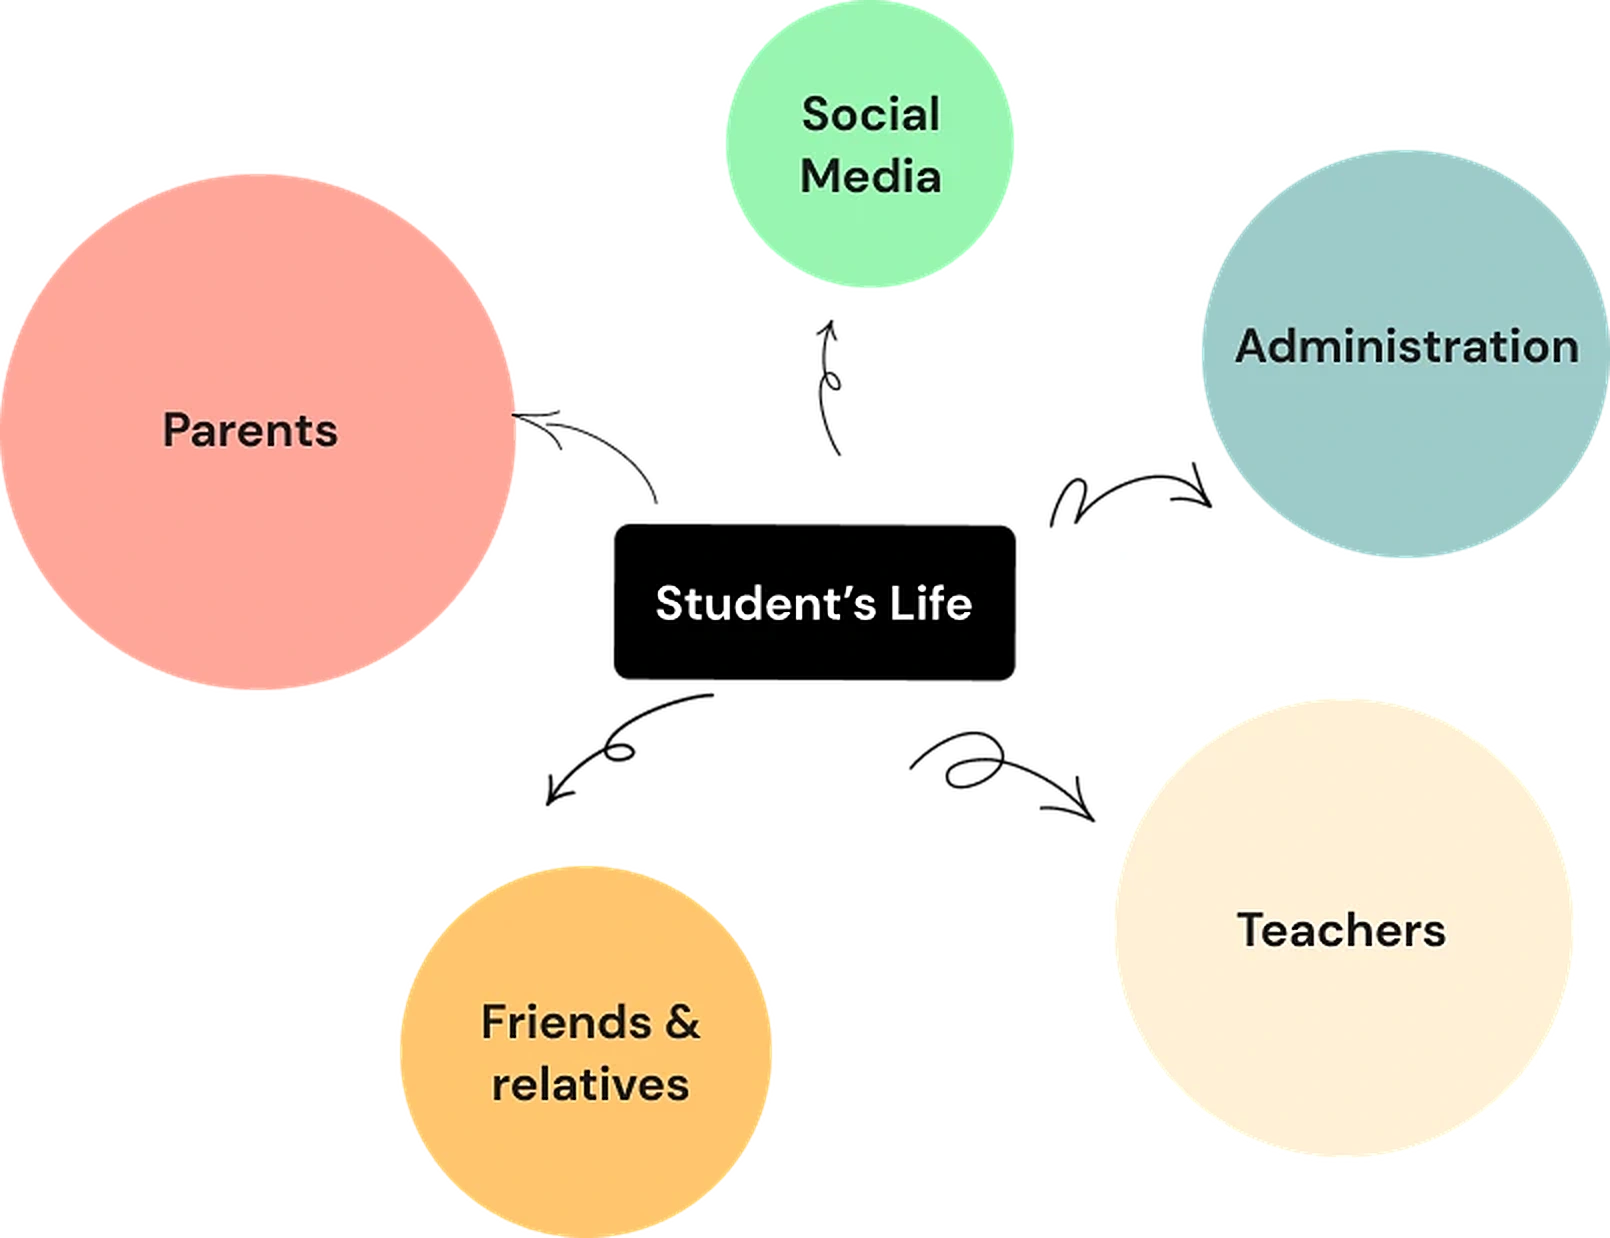 Social
Media
Administration
Parents
Student’s Life
Teachers
Friends &
relatives